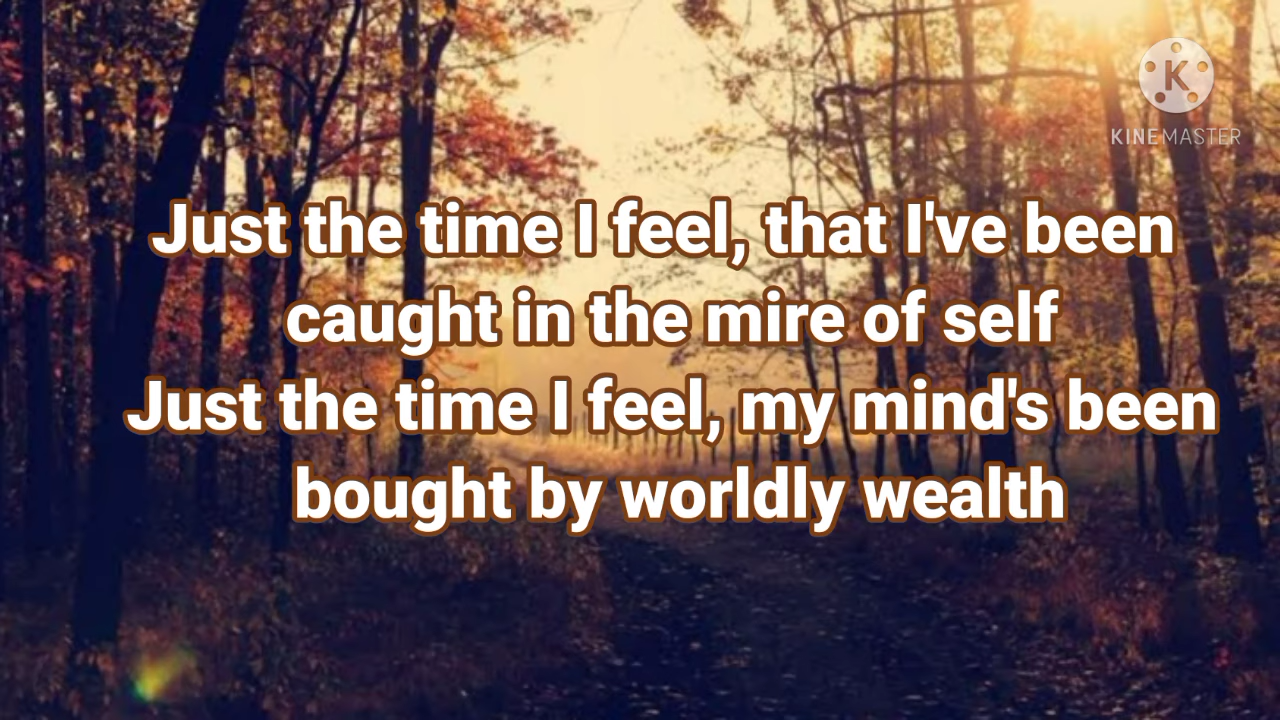 K
KINEMASTER
Just the time I feel, that I've been
caught in the mire of self
Just the time I feel, my mind's been
bought by worldly wealth